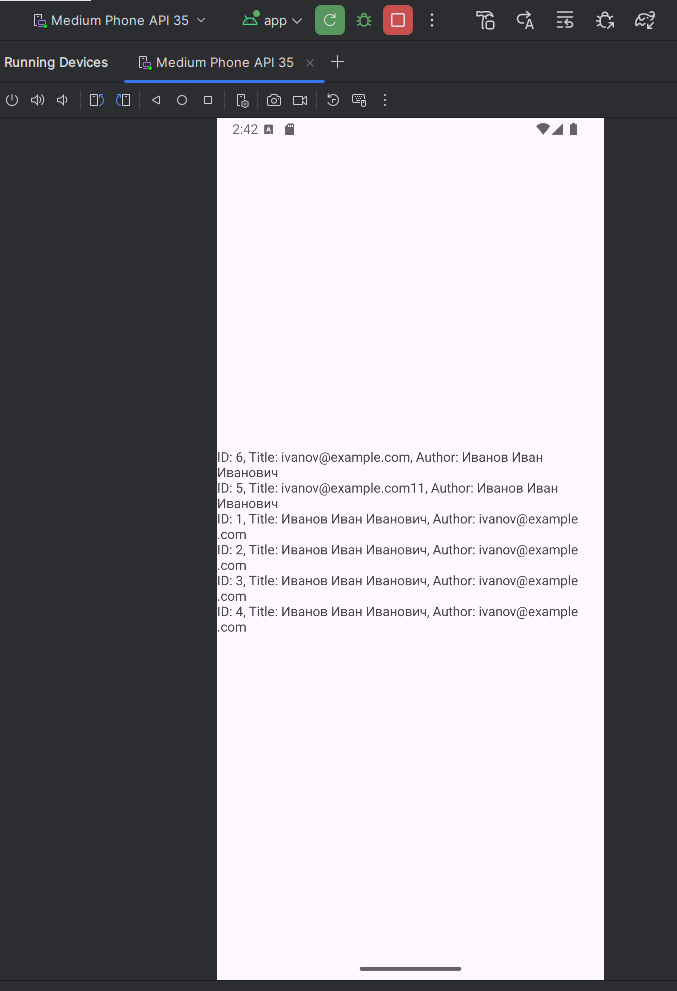 Medium Phone API 35
app
Running Devices
Medium Phone API 35
2:42
A
ID: 6, Title: ivanov@example.com, Author: Иванов Иван
Иванович
ID: 5, Title: ivanov@example.com11, Author: Иванов Иван
Иванович
ID: 1, Title: Иванов Иван Иванович, Author: ivanov@example
.com
ID: 2, Title: Иванов Иван Иванович, Author: ivanov@example
.com
ID: 3, Title: Иванов Иван Иванович, Author: ivanov@example
.com
ID: 4, Title: Иванов Иван Иванович, Author: ivanov@example
.com